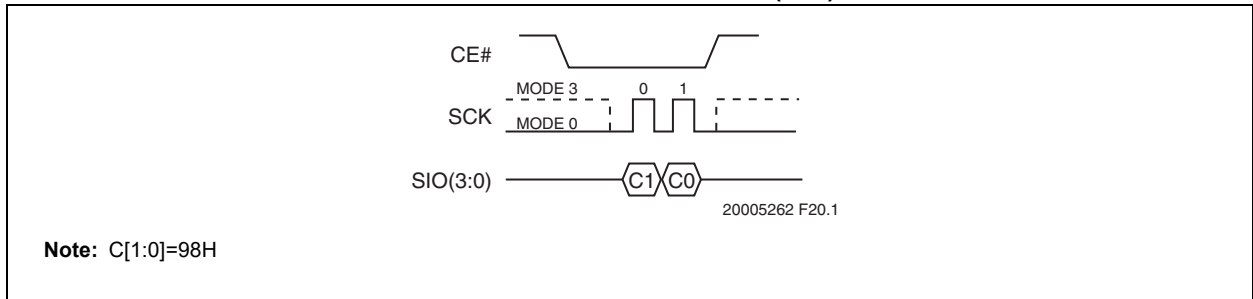 CE#
MODE 3 0 1
SCK
MODE 0
SIO(3:0) C1 C0
20005262 F20.1
Note: C[1:0]=98H